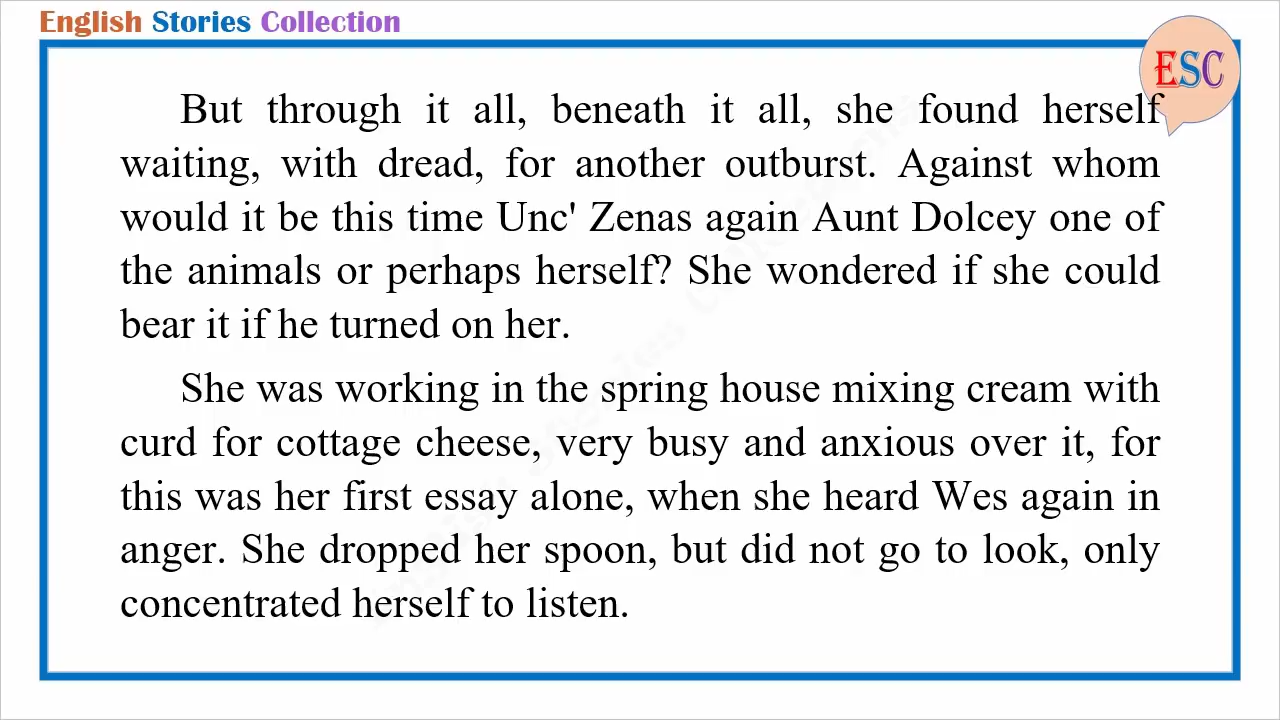 English Stories Collection
ESC
But through it all, beneath it all, she found herself
waiting, with dread, for another outburst. Against whom
would it be this time Unc' Zenas again Aunt Dolcey one of
the animals or perhaps herself? She wondered if she could
bear it if he turned on her.
She was working in the spring house mixing cream with
curd for cottage cheese, very busy and anxious over it, for
this was her first essay alone, when she heard Wes again in
anger. She dropped her spoon, but did not go to look, only
concentrated herself to listen.